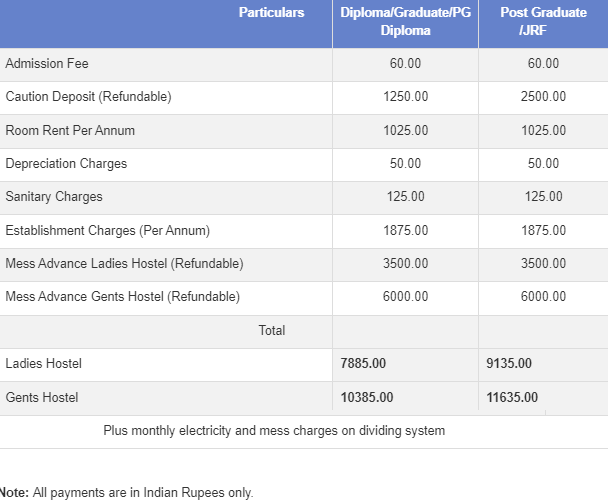 Particulars Diploma/Graduate/PG Diploma Post Graduate /JRF
Admission Fee 60.00 60.00
Caution Deposit (Refundable) 1250.00 2500.00
Room Rent Per Annum 1025.00 1025.00
Depreciation Charges 50.00 50.00
Sanitary Charges 125.00 125.00
Establishment Charges (Per Annum) 1875.00 1875.00
Mess Advance Ladies Hostel (Refundable) 3500.00 3500.00
Mess Advance Gents Hostel (Refundable) 6000.00 6000.00
Total
Ladies Hostel 7885.00 9135.00
Gents Hostel 10385.00 11635.00
Plus monthly electricity and mess charges on dividing system
Note: All payments are in Indian Rupees only.